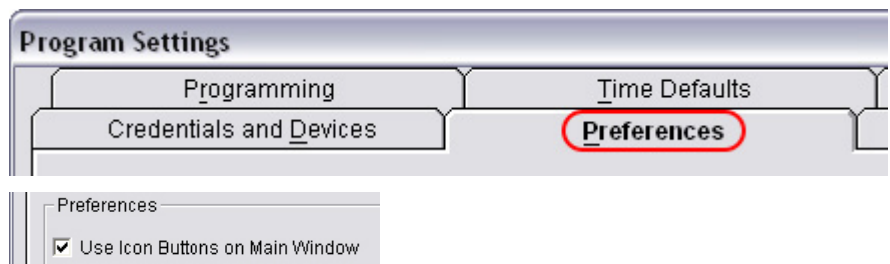 Program Settings
Programming Time Defaults
Credentials and Devices Preferences
Preferences
Use Icon Buttons on Main Window